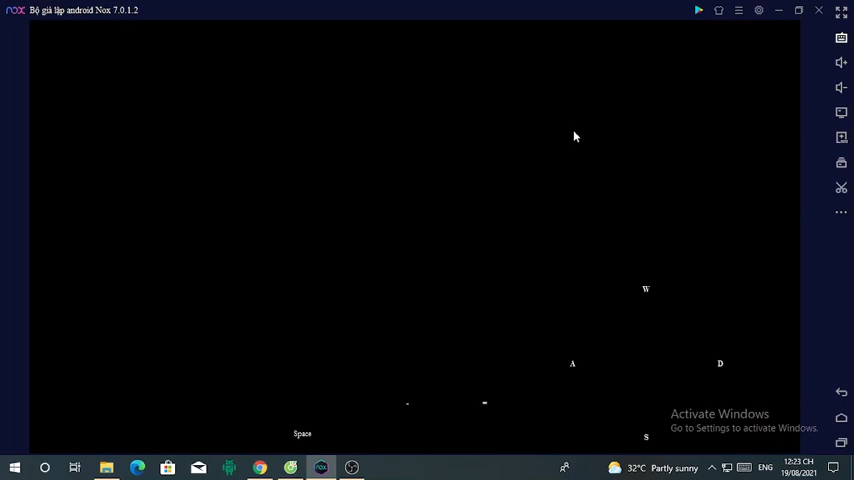 nox Bộ giả lập android Nox 7.0.1.2
W
A D
- =
Space S
Activate Windows
Go to Settings to activate Windows.
nox 32°C Partly sunny ENG 12:23 CH
19/08/2021